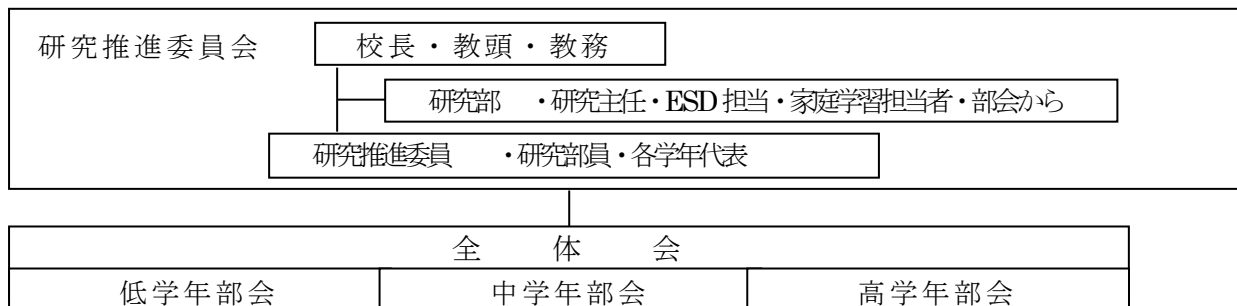 研究推進委員会 校長・教頭・教務
研究部 ・研究主任・ESD担当・家庭学習担当者・部会から
研究推進委員 ・研究部員・各学年代表
全体会
低学年部会 中学年部会 高学年部会